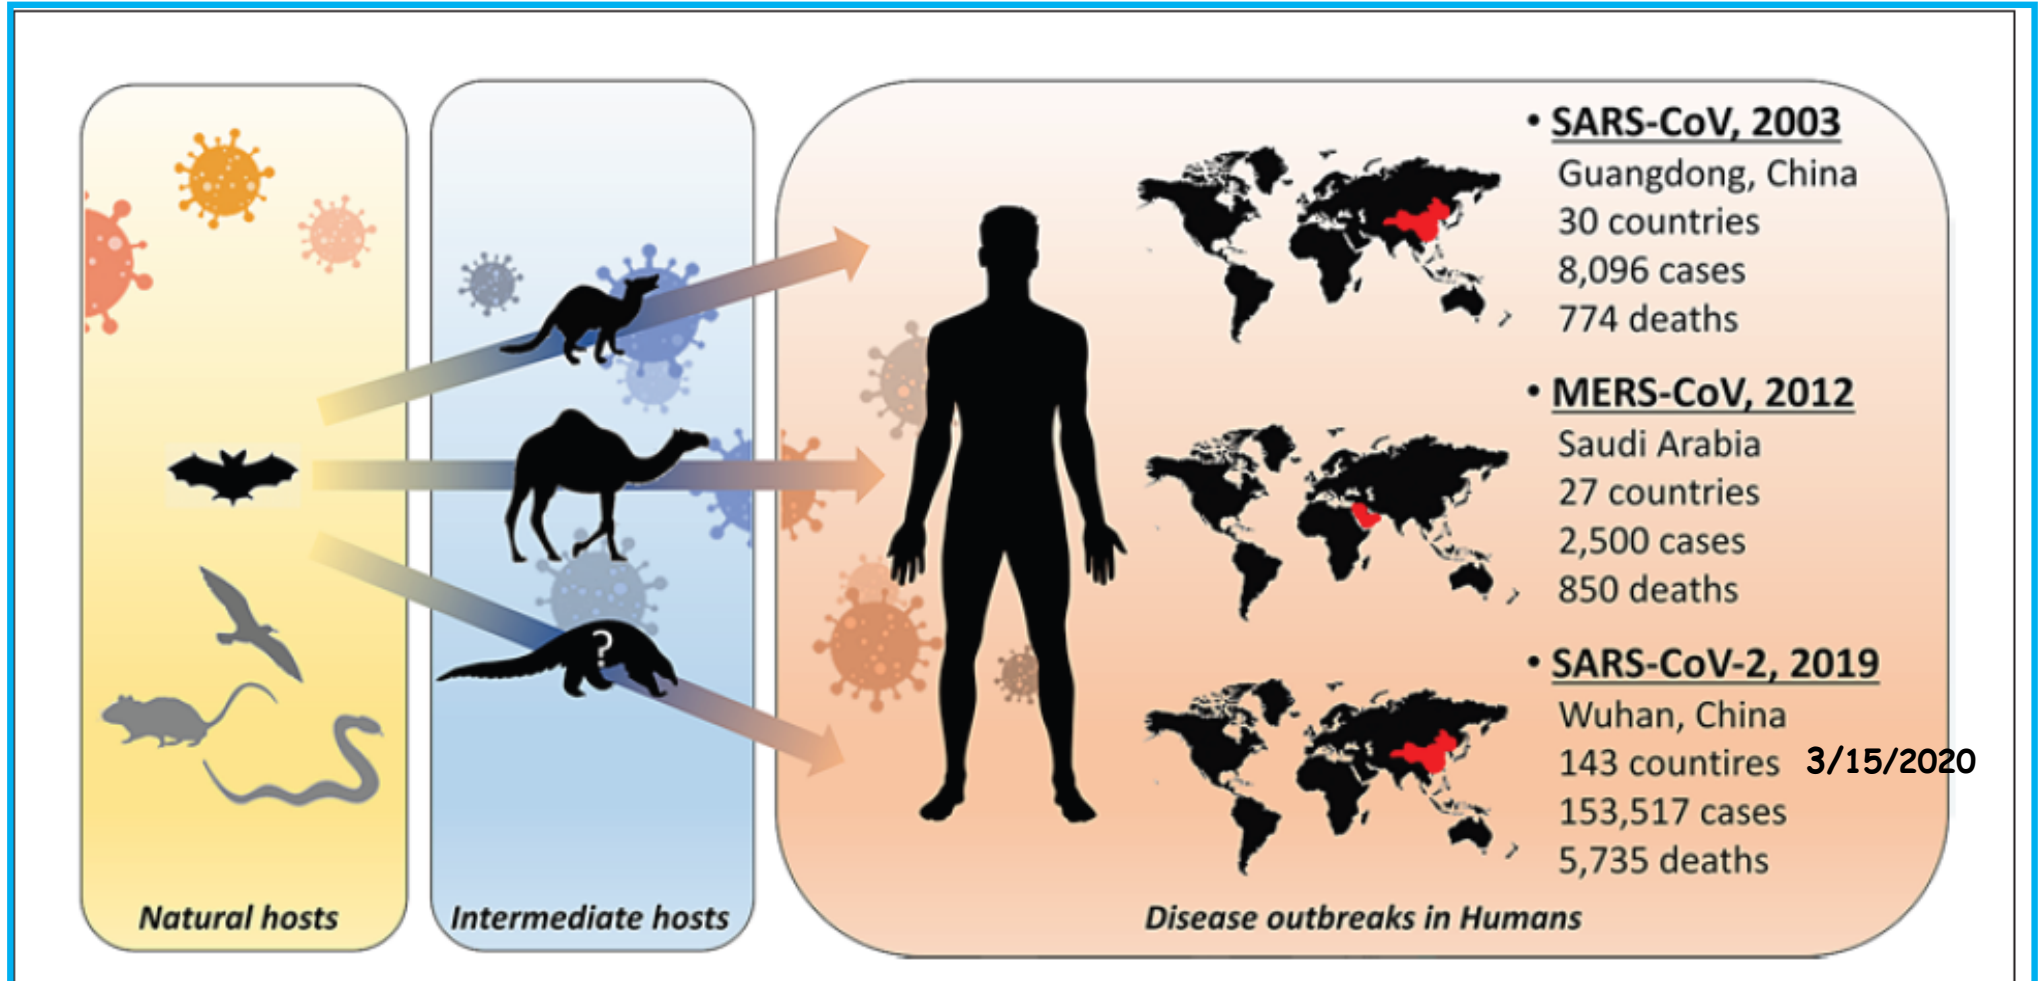 • SARS-CoV, 2003
Guangdong, China
30 countries
8,096 cases
774 deaths
• MERS-CoV, 2012
Saudi Arabia
27 countries
2,500 cases
850 deaths
?
• SARS-CoV-2, 2019
Wuhan, China
143 countires 3/15/2020
153,517 cases
5,735 deaths
Natural hosts
Intermediate hosts
Disease outbreaks in Humans